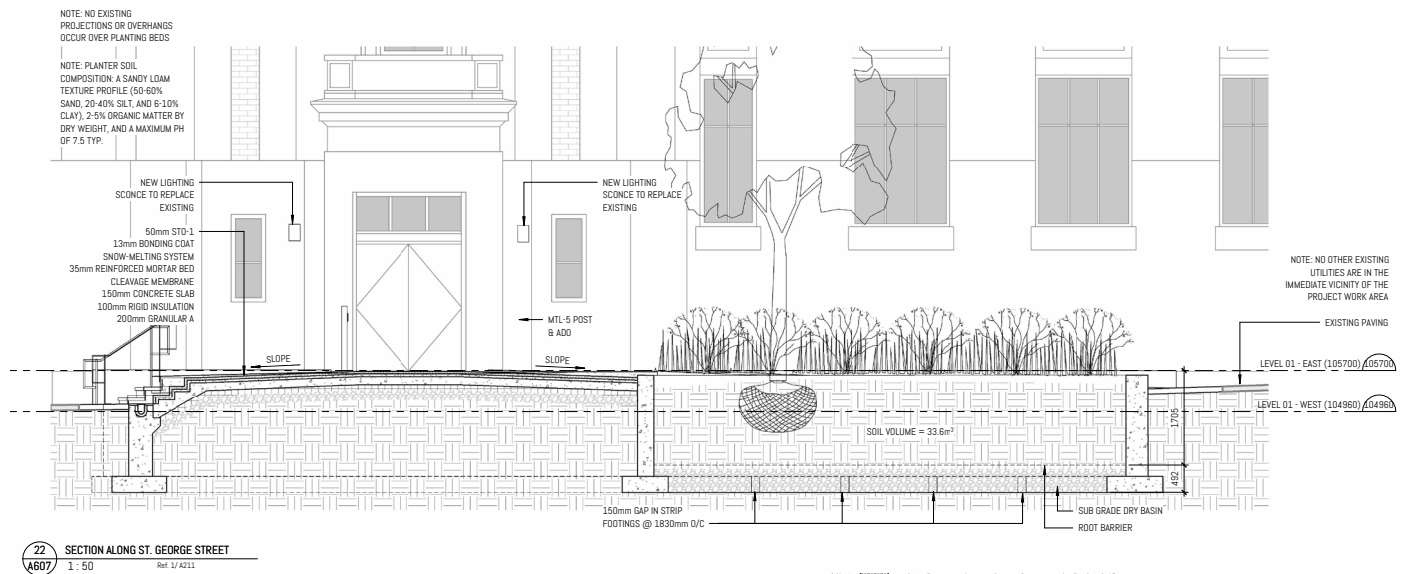 NOTE: NO EXISTING
PROJECTIONS OR OVERHANGS
OCCUR OVER PLANTING BEDS
NOTE: PLANTER SOIL
COMPOSITION: A SANDY LOAM
TEXTURE PROFILE (50-60%
SAND, 20-40% SILT, AND 6-10%
CLAY), 2-5% ORGANIC MATTER BY
DRY WEIGHT, AND A MAXIMUM PH
OF 7.5 TYP.
NEW LIGHTING
SCONCE TO REPLACE
EXISTING
50mm STO-1
13mm BONDING COAT
SNOW-MELTING SYSTEM
35mm REINFORCED MORTAR BED
CLEAVAGE MEMBRANE
150mm CONCRETE SLAB
100mm RIGID INSULATION
200mm GRANULAR A
NEW LIGHTING
SCONCE TO REPLACE
EXISTING
MTL-5 POST
& ADO
SLOPE
SLOPE
NOTE: NO OTHER EXISTING
UTILITIES ARE IN THE
IMMEDIATE VICINITY OF THE
PROJECT WORK AREA
EXISTING PAVING
LEVEL 01 - EAST (105700) 105700
LEVEL 01 - WEST (104960) 104960
1705
492
SOIL VOLUME = 33.6m³
150mm GAP IN STRIP
FOOTINGS @ 1830mm O/C
SUB GRADE DRY BASIN
ROOT BARRIER
22
A607
SECTION ALONG ST. GEORGE STREET
1 : 50
Ref. 1/ A211